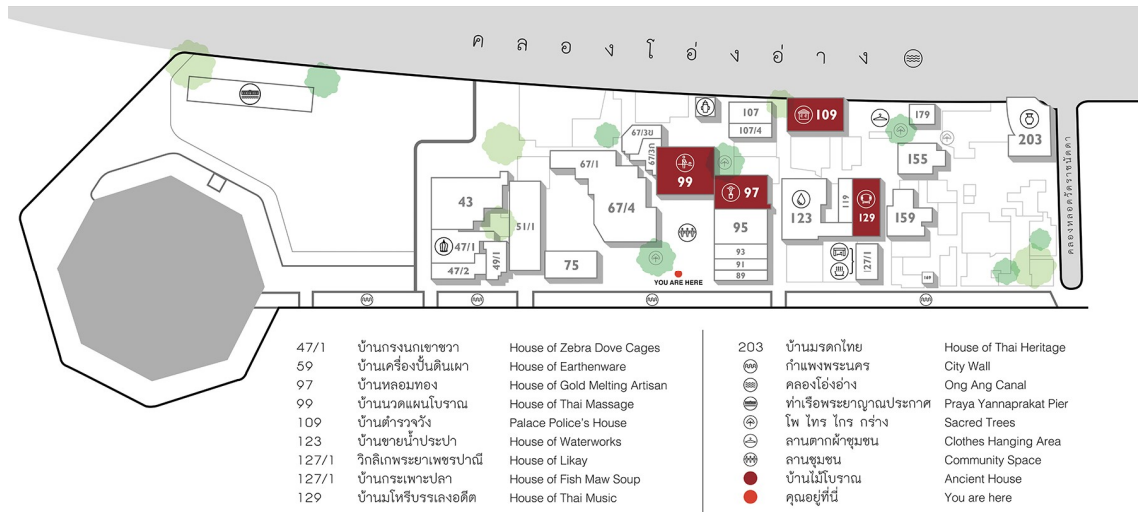 ค ล อ ง โ อ่ ง อ่ า ง
107
109
179
203
107/4
67/3ข
67/3ก
67/1
99
155
43
97
51/1
67/4
123
119
129
159
95
47/1
49/1
47/2
75
93
91
89
127/1
169
YOU ARE HERE
คลองหลอดวัดราชนัดดา
47/1 บ้านกรงนกเขาชวา House of Zebra Dove Cages
59 บ้านเครื่องปั้นดินเผา House of Earthenware
97 บ้านหลอมทอง House of Gold Melting Artisan
99 บ้านนวดแผนโบราณ House of Thai Massage
109 บ้านตำรวจวัง Palace Police's House
123 บ้านขายน้ำประปา House of Waterworks
127/1 วิกลิเกพระยาเพชรปาณี House of Likay
127/1 บ้านกระเพาะปลา House of Fish Maw Soup
129 บ้านมโหรีบรรเลงอดีต House of Thai Music
203 บ้านมรดกไทย House of Thai Heritage
กำแพงพระนคร City Wall
คลองโอ่งอ่าง Ong Ang Canal
ท่าเรือพระยาญาณประกาศ Praya Yannaprakat Pier
โพ ไทร ไกร กร่าง Sacred Trees
ลานตากผ้าชุมชน Clothes Hanging Area
ลานชุมชน Community Space
บ้านไม้โบราณ Ancient House
คุณอยู่ที่นี่ You are here